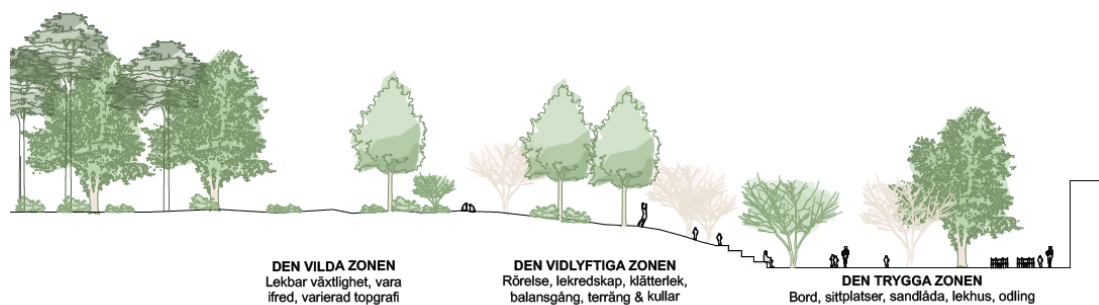 DEN VILDA ZONEN
Lekbar växtlighet, vara
ifred, varierad topografi
DEN VIDLYFTIGA ZONEN
Rörelse, lekredskap, klätterlek,
balansgång, terräng & kullar
DEN TRYGGA ZONEN
Bord, sittplatser, sandlåda, lekhus, odling